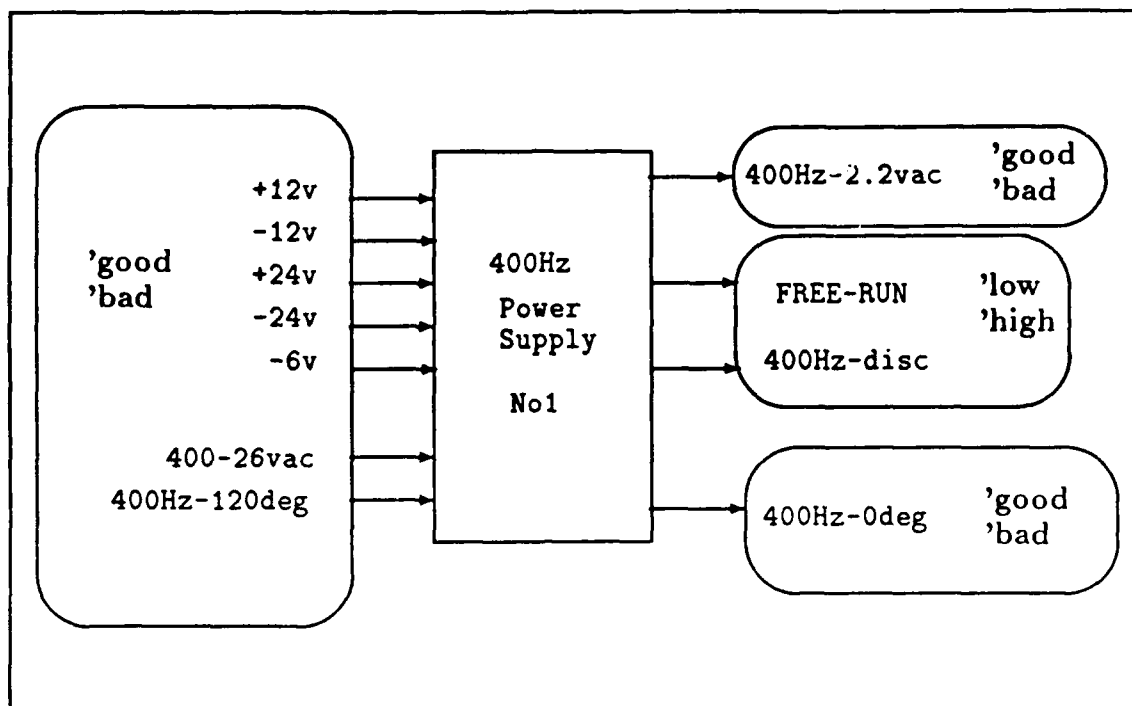 'good
'bad
+12v
-12v
+24v
-24v
-6v
400-26vac
400Hz-120deg
400Hz
Power
Supply
No1
400Hz-2.2vac 'good
'bad
FREE-RUN 'low
'high
400Hz-disc
400Hz-0deg 'good
'bad